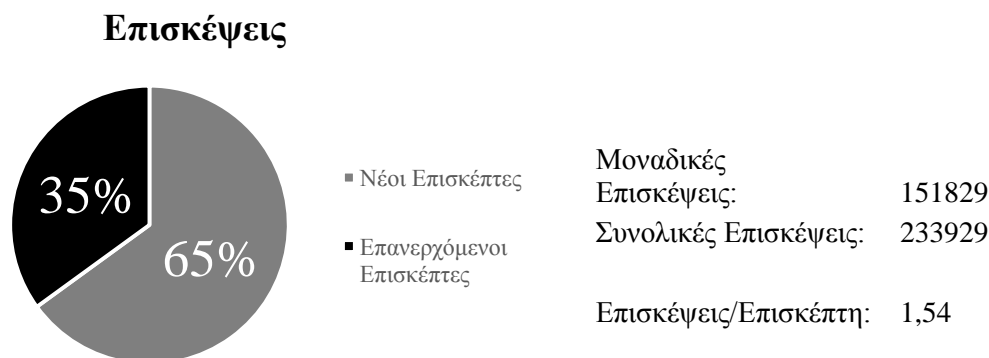 Επισκέψεις
35%
65%
Νέοι Επισκέπτες
Επανερχόμενοι
Επισκέπτες
Μοναδικές
Επισκέψεις: 151829
Συνολικές Επισκέψεις: 233929
Επισκέψεις/Επισκέπτη: 1,54